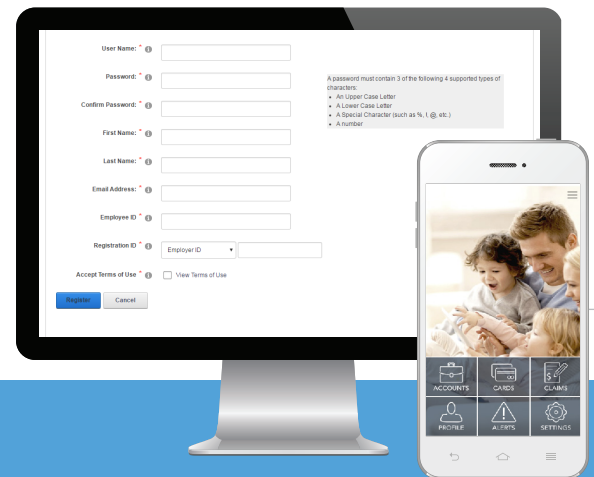 User Name: *
Password: *
A password must contain 3 of the following 4 supported types of
characters:
• An Upper Case Letter
• A Lower Case Letter
• A Special Character (such as %, !, @, etc.)
• A number
Confirm Password: *
First Name: *
Last Name: *
Email Address: *
Employee ID *
Registration ID * Employer ID
Accept Terms of Use * View Terms of Use
Register Cancel
ACCOUNTS CARDS CLAIMS
PROFILE ALERTS SETTINGS